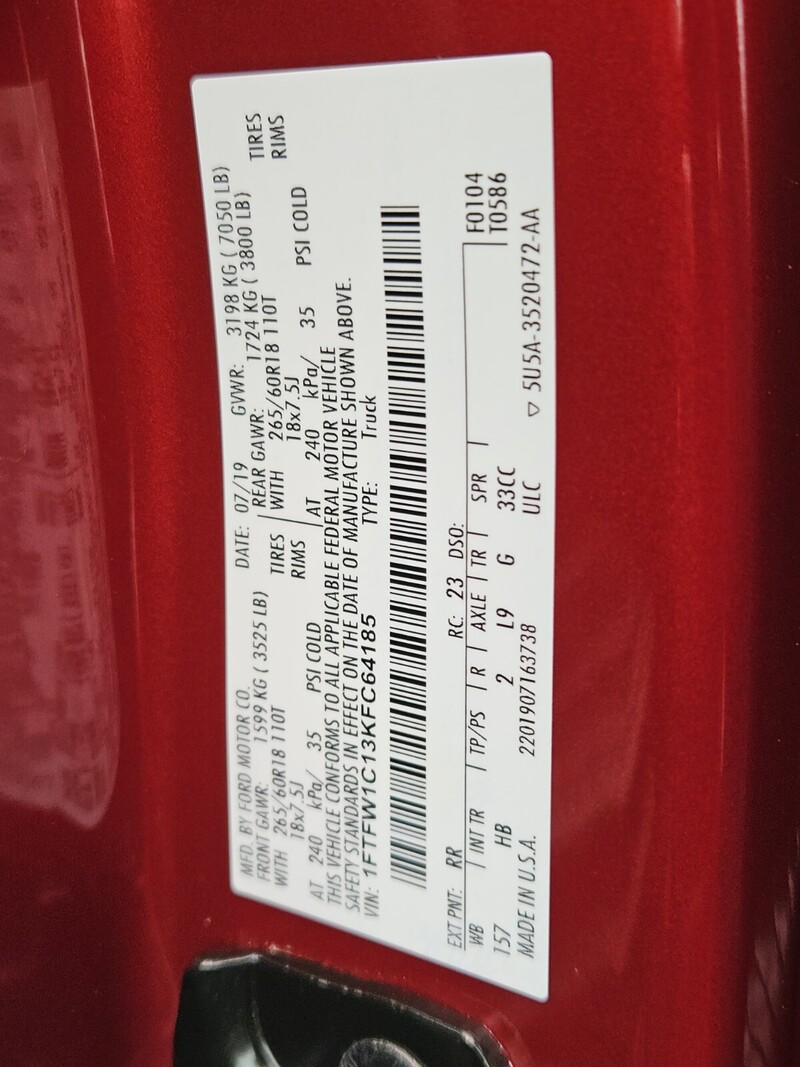 MFD. BY FORD MOTOR CO. DATE: 07/19 GVWR: 3198 KG ( 7050 LB)
FRONT GAWR: 1599 KG ( 3525 LB) REAR GAWR: 1724 KG ( 3800 LB)
WITH 265/60R18 110T TIRES WITH 265/60R18 110T TIRES
18x7.5J RIMS 18x7.5J RIMS
AT 240 kPa/ 35 PSI COLD AT 240 kPa/ 35 PSI COLD
THIS VEHICLE CONFORMS TO ALL APPLICABLE FEDERAL MOTOR VEHICLE
SAFETY STANDARDS IN EFFECT ON THE DATE OF MANUFACTURE SHOWN ABOVE.
VIN: 1FTFW1C13KFC64185 TYPE: Truck
EXT PNT: RR RC: 23 DSO: F0104
WB INT TR TP/PS R AXLE TR SPR T0586
157 HB 2 L9 G 33CC
MADE IN U.S.A. 2201907163738 ULC ▽ 5U5A-3520472-AA